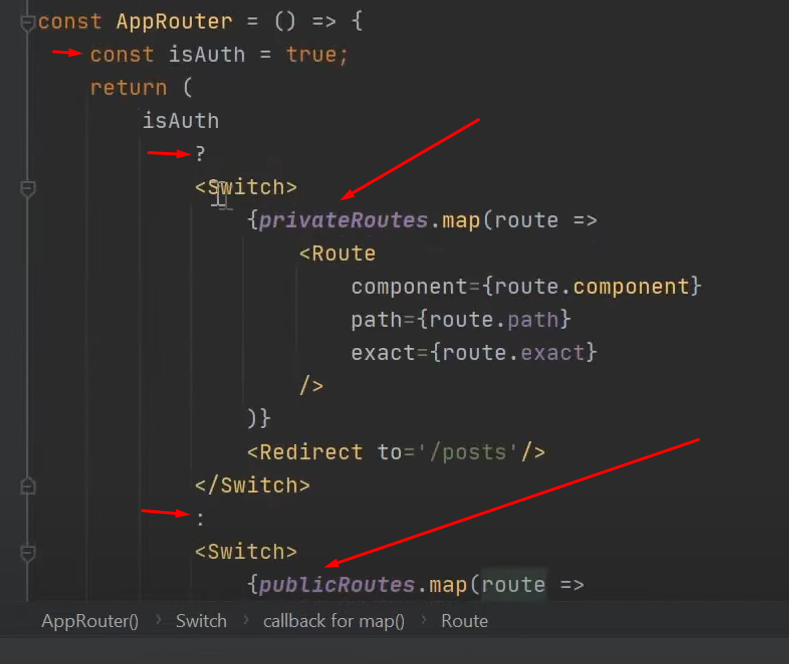 const AppRouter = () => {
const isAuth = true;
return (
isAuth
?
<Switch>
{privateRoutes.map(route =>
<Route
component={route.component}
path={route.path}
exact={route.exact}
/>
)}
<Redirect to='/posts'/>
</Switch>
:
<Switch>
{publicRoutes.map(route =>
AppRouter() › Switch › callback for map() › Route